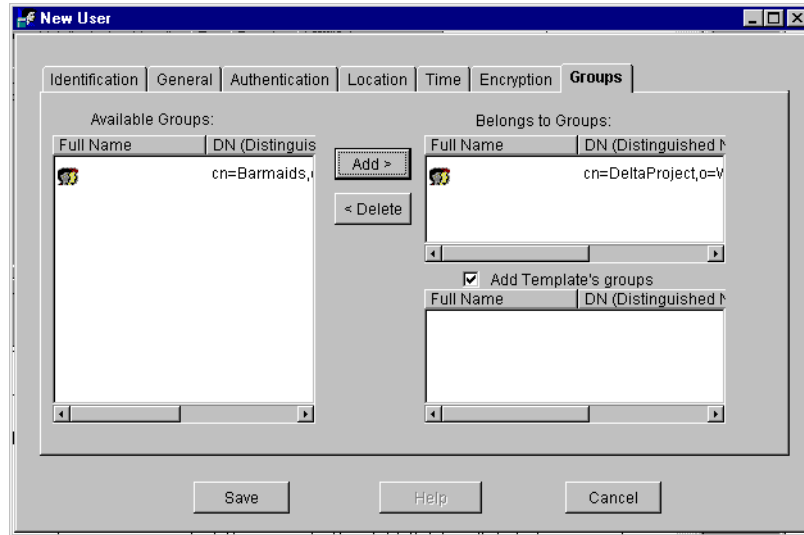 New User
Identification General Authentication Location Time Encryption Groups
Available Groups:
Full Name DN (Distinguis
cn=Barmaids,
Add >
< Delete
Belongs to Groups:
Full Name DN (Distinguished N
cn=DeltaProject,o=W
Add Template's groups
Full Name DN (Distinguished N
Save Help Cancel